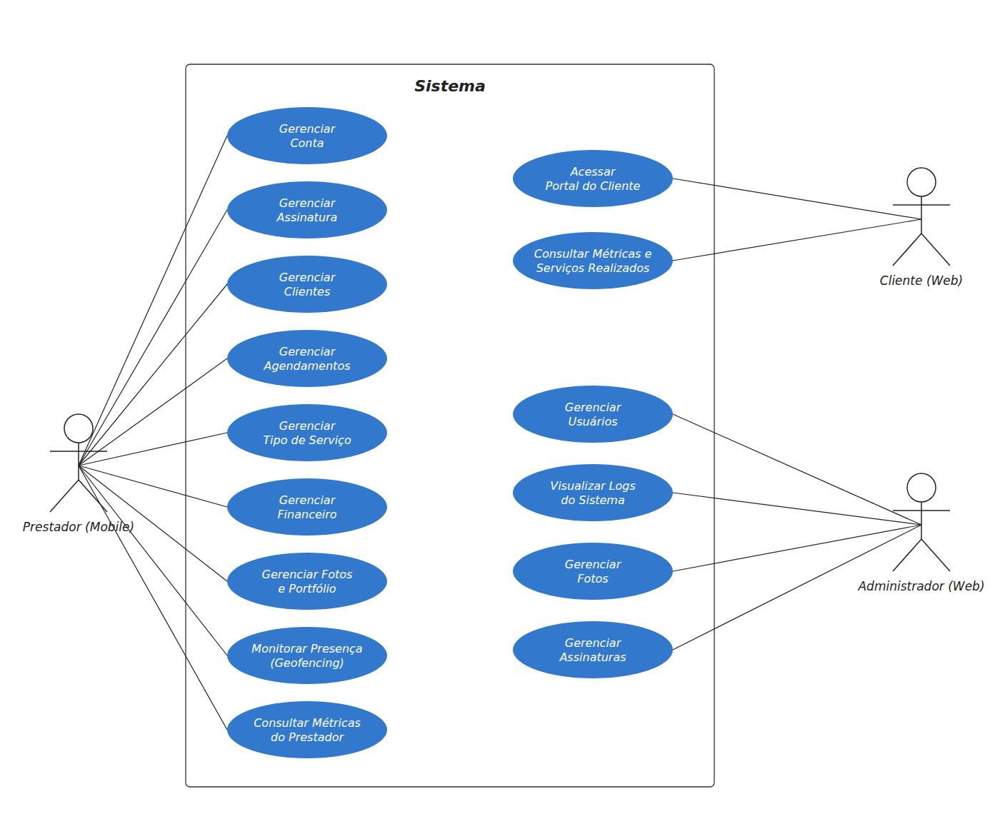 Sistema
Gerenciar
Conta
Gerenciar
Assinatura
Gerenciar
Clientes
Gerenciar
Agendamentos
Gerenciar
Tipo de Serviço
Gerenciar
Financeiro
Gerenciar Fotos
e Portfólio
Monitorar Presença
(Geofencing)
Consultar Métricas
do Prestador
Prestador (Mobile)
Acessar
Portal do Cliente
Consultar Métricas e
Serviços Realizados
Cliente (Web)
Gerenciar
Usuários
Visualizar Logs
do Sistema
Gerenciar
Fotos
Gerenciar
Assinaturas
Administrador (Web)